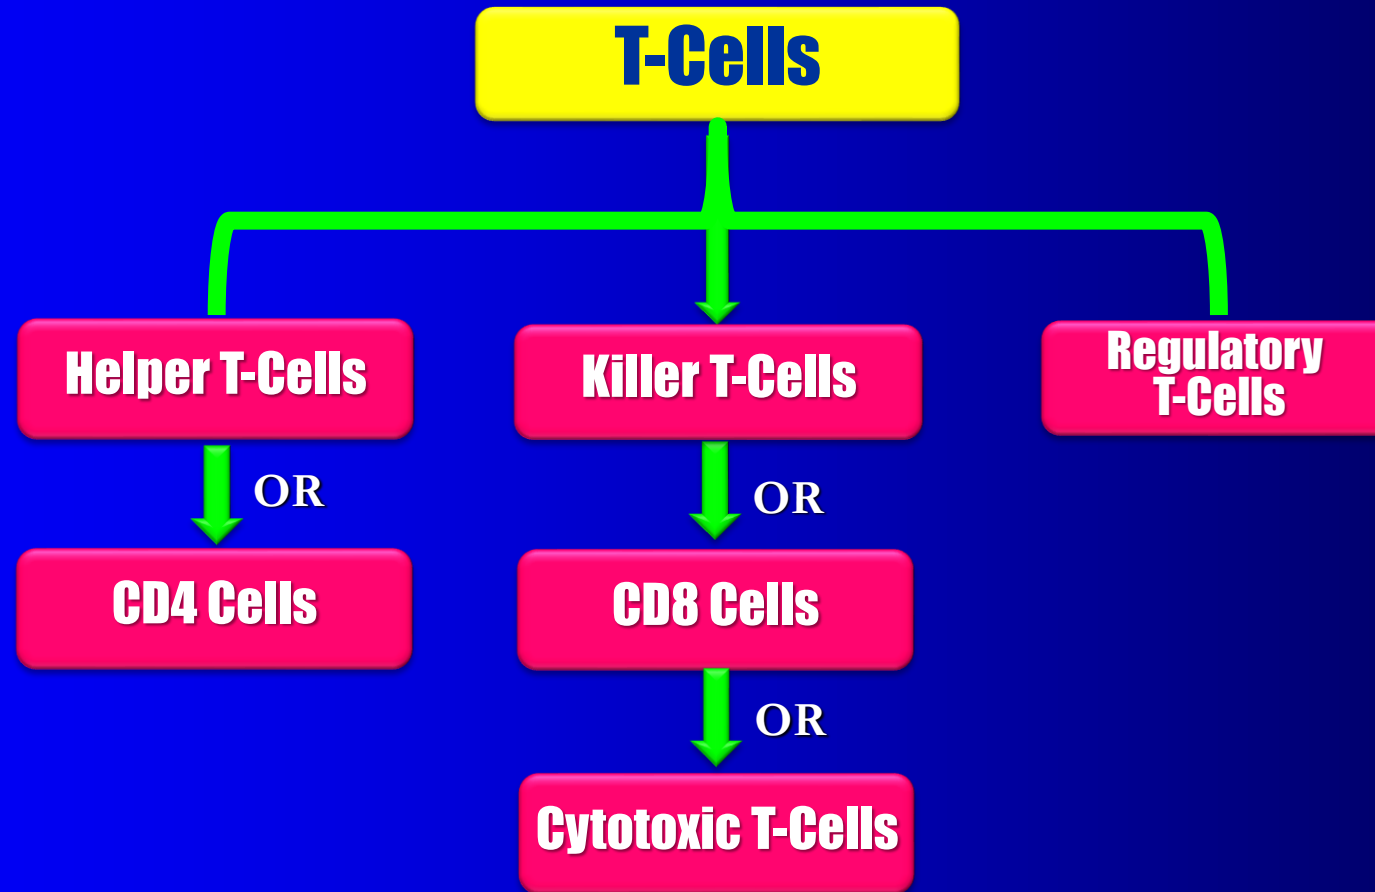 T-Cells
Helper T-Cells
Killer T-Cells
Regulatory
T-Cells
OR
OR
CD4 Cells
CD8 Cells
OR
Cytotoxic T-Cells